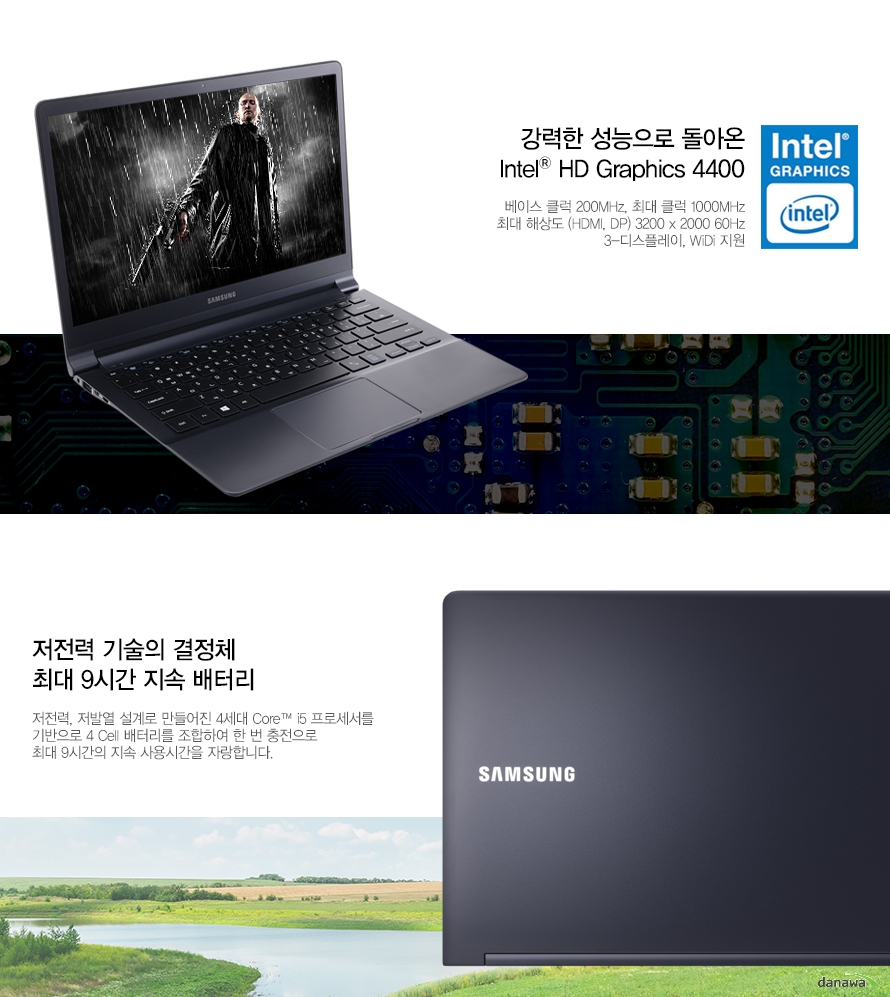 강력한 성능으로 돌아온
Intel® HD Graphics 4400
베이스 클럭 200MHz, 최대 클럭 1000MHz
최대 해상도 (HDMI, DP) 3200 x 2000 60Hz
3-디스플레이, WiDi 지원
Intel®
GRAPHICS
intel®
SAMSUNG
저전력 기술의 결정체
최대 9시간 지속 배터리
저전력, 저발열 설계로 만들어진 4세대 Core™ i5 프로세서를
기반으로 4 Cell 배터리를 조합하여 한 번 충전으로
최대 9시간의 지속 사용시간을 자랑합니다.
SAMSUNG
danawa